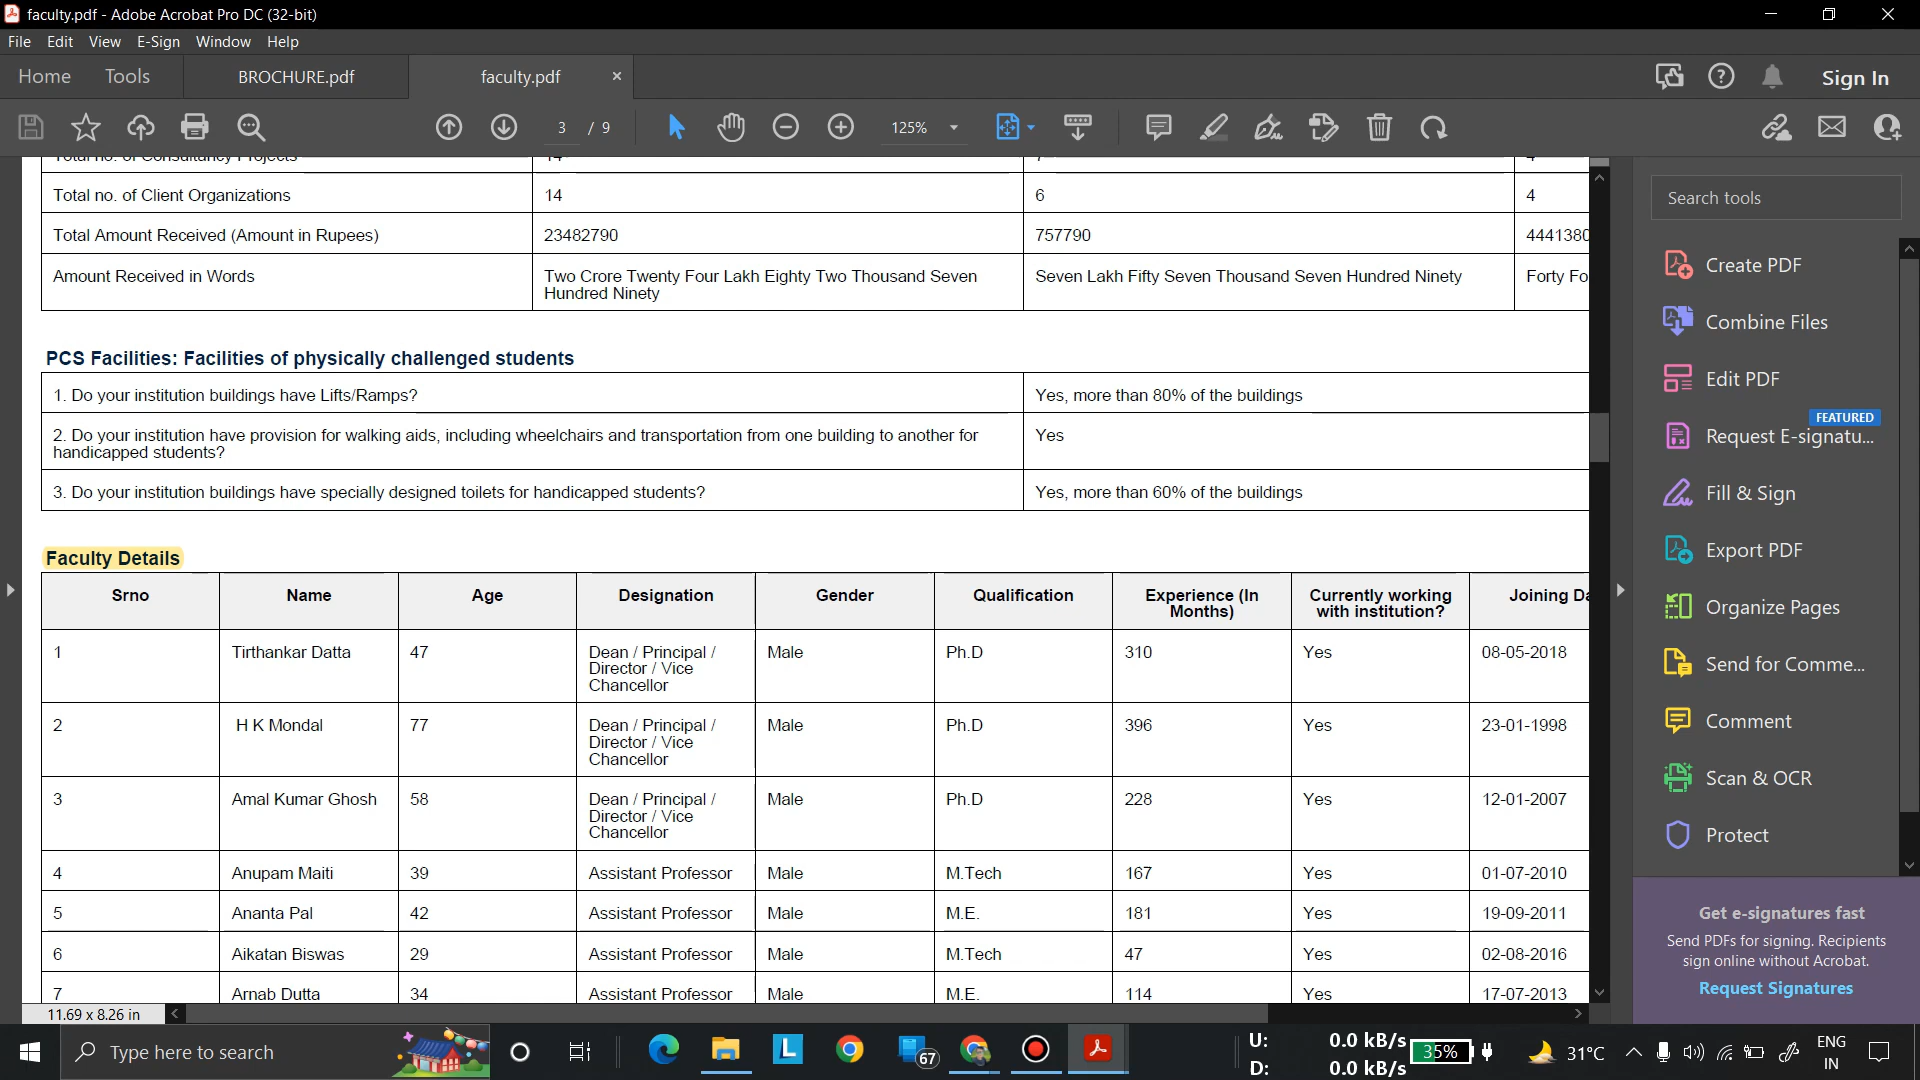 faculty.pdf - Adobe Acrobat Pro DC (32-bit)
File Edit View E-Sign Window Help
Home Tools BROCHURE.pdf faculty.pdf × Sign In
3 / 9 125%
Total no. of Consultancy Projects 14 7 4
Total no. of Client Organizations 14 6 4
Total Amount Received (Amount in Rupees) 23482790 757790 4441380
Amount Received in Words Two Crore Twenty Four Lakh Eighty Two Thousand Seven Seven Lakh Fifty Seven Thousand Seven Hundred Ninety Forty Fo
Hundred Ninety
PCS Facilities: Facilities of physically challenged students
1. Do your institution buildings have Lifts/Ramps? Yes, more than 80% of the buildings
2. Do your institution have provision for walking aids, including wheelchairs and transportation from one building to another for Yes
handicapped students?
3. Do your institution buildings have specially designed toilets for handicapped students? Yes, more than 60% of the buildings
Faculty Details
Srno Name Age Designation Gender Qualification Experience (In Currently working Joining Da
Months) with institution?
1 Tirthankar Datta 47 Dean / Principal / Male Ph.D 310 Yes 08-05-2018
Director / Vice
Chancellor
2 H K Mondal 77 Dean / Principal / Male Ph.D 396 Yes 23-01-1998
Director / Vice
Chancellor
3 Amal Kumar Ghosh 58 Dean / Principal / Male Ph.D 228 Yes 12-01-2007
Director / Vice
Chancellor
4 Anupam Maiti 39 Assistant Professor Male M.Tech 167 Yes 01-07-2010
5 Ananta Pal 42 Assistant Professor Male M.E. 181 Yes 19-09-2011
6 Aikatan Biswas 29 Assistant Professor Male M.Tech 47 Yes 02-08-2016
7 Arnab Dutta 34 Assistant Professor Male M.E. 114 Yes 17-07-2013
11.69 x 8.26 in
Search tools
Create PDF
Combine Files
Edit PDF
FEATURED
Request E-signatu...
Fill & Sign
Export PDF
Organize Pages
Send for Comme...
Comment
Scan & OCR
Protect
Get e-signatures fast
Send PDFs for signing. Recipients
sign online without Acrobat.
Request Signatures
Type here to search
L
67
U: 0.0 kB/s
D: 0.0 kB/s
35%
31°C
ENG
IN